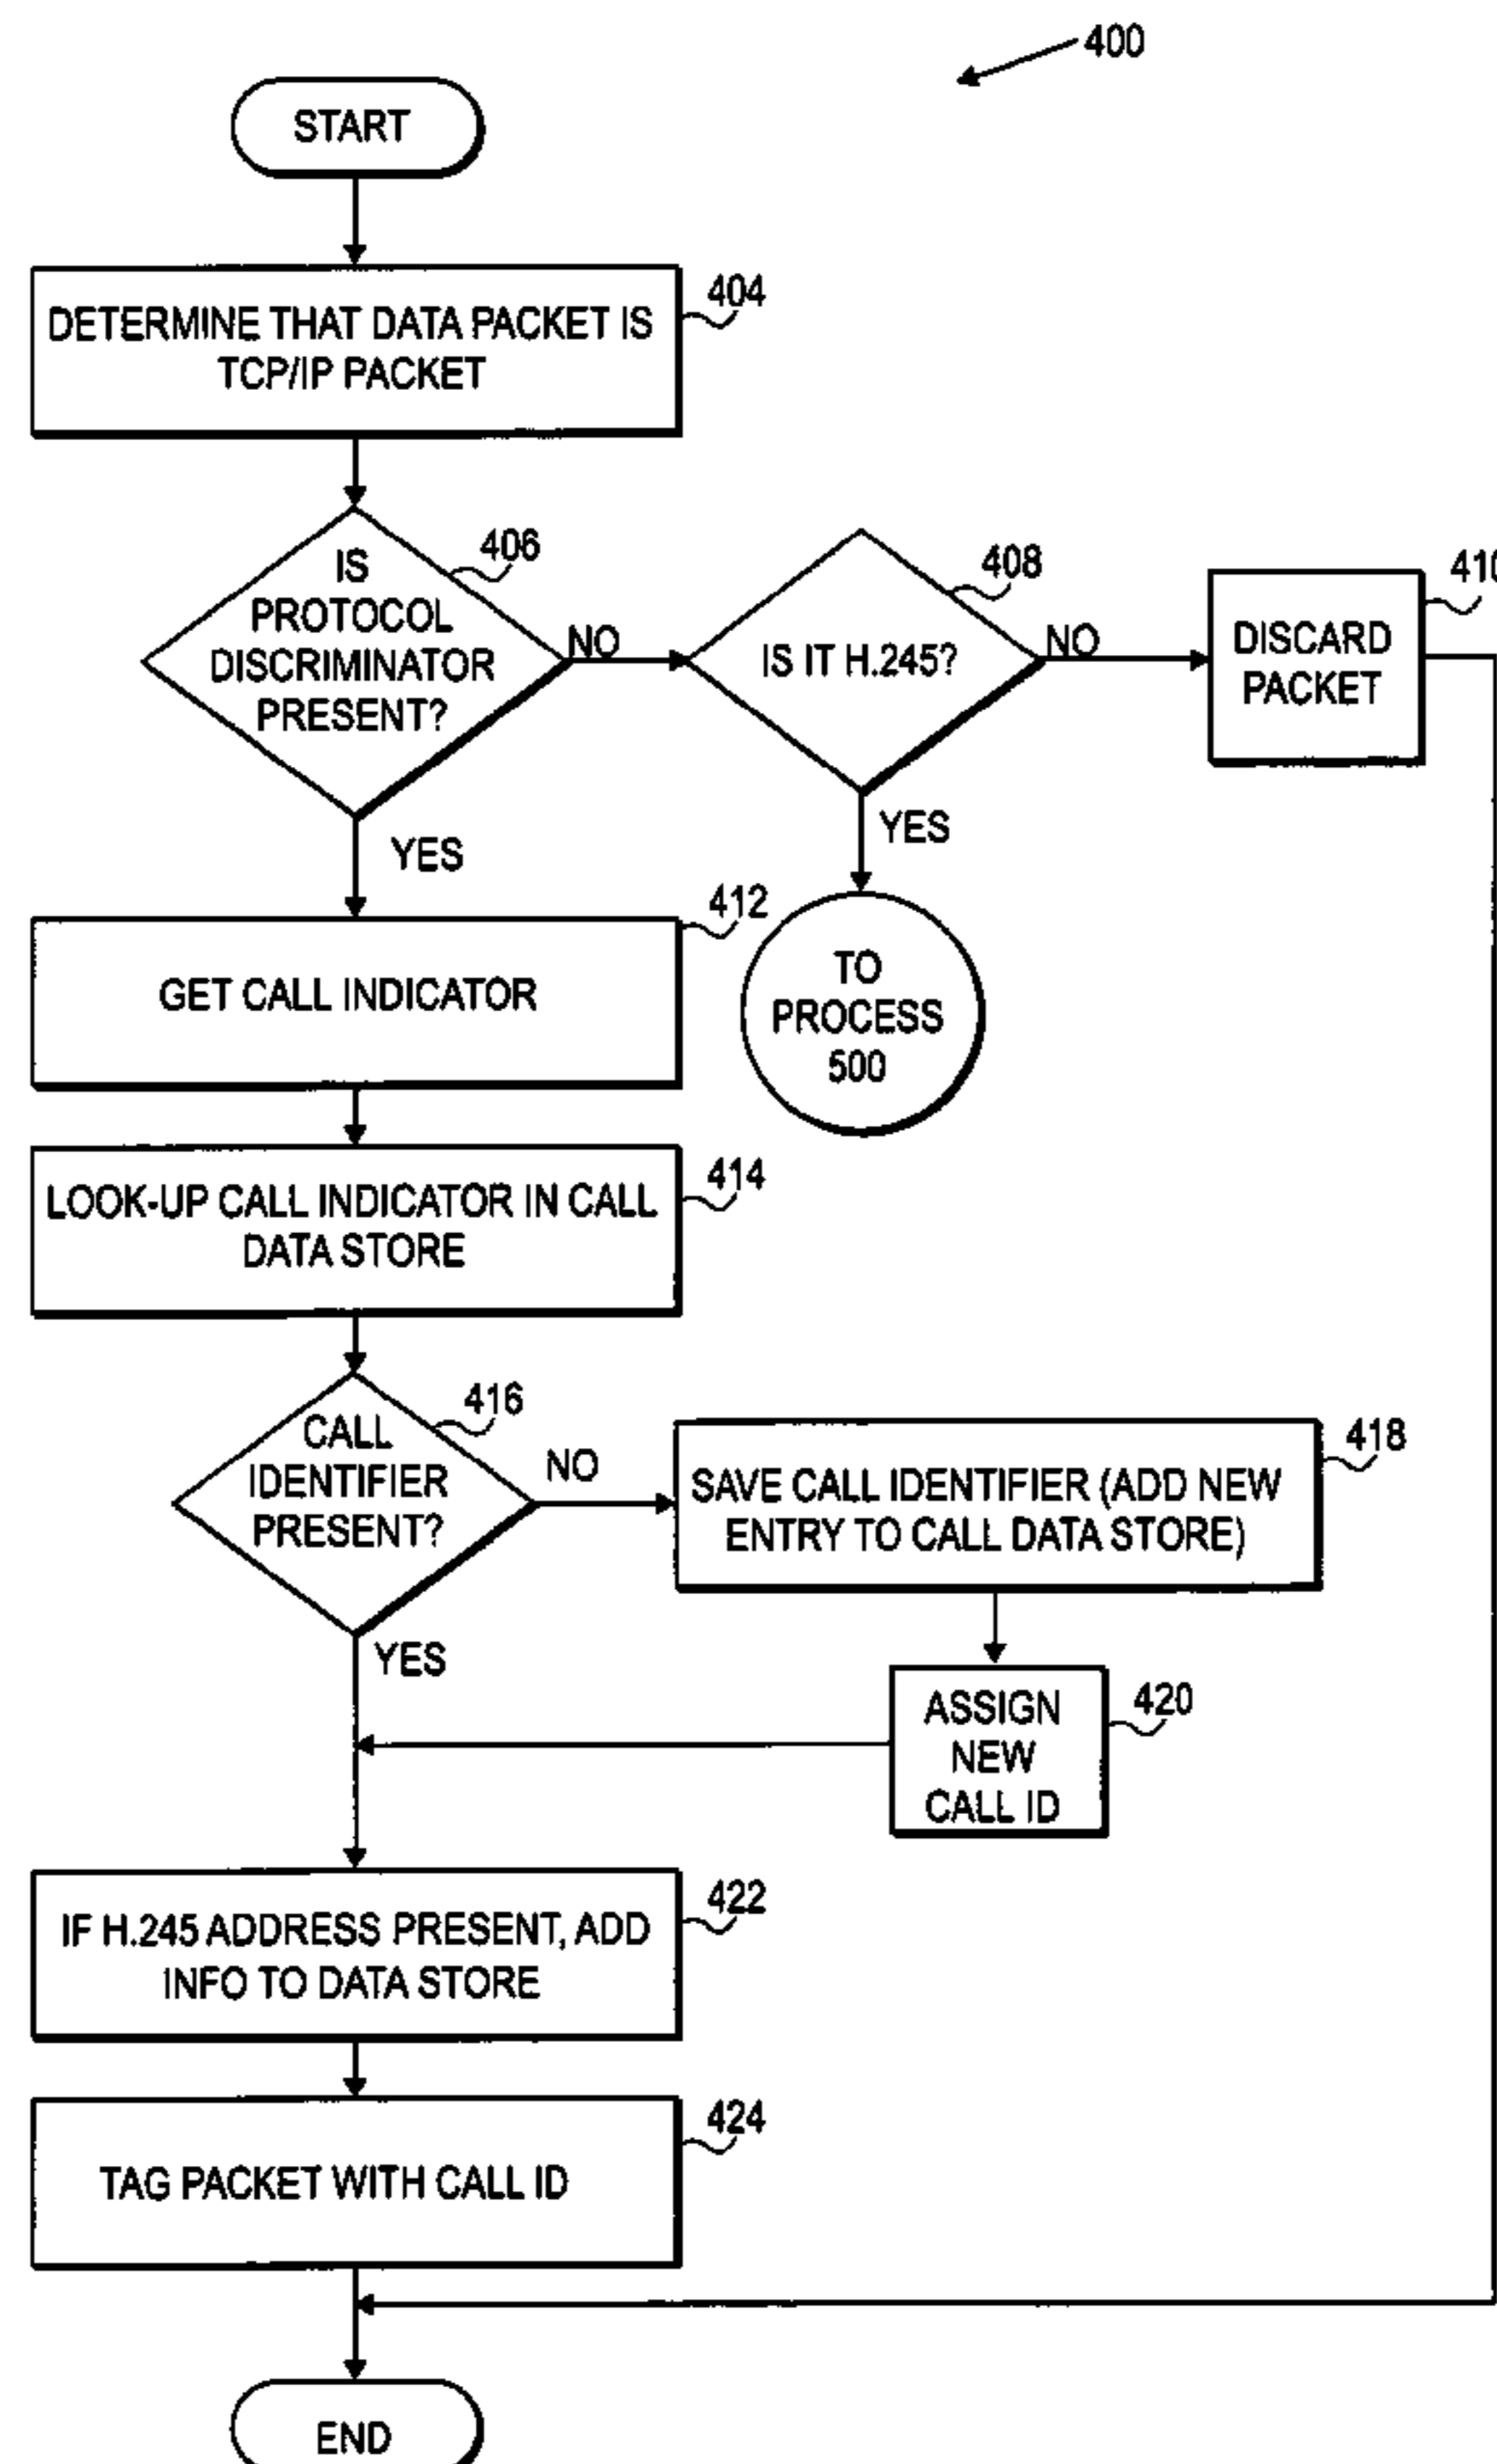 400
START
DETERMINE THAT DATA PACKET IS
TCP/IP PACKET
404
IS
PROTOCOL
DISCRIMINATOR
PRESENT?
406
NO
YES
IS IT H.245?
408
NO
YES
DISCARD
PACKET
410
TO
PROCESS
500
GET CALL INDICATOR
412
LOOK-UP CALL INDICATOR IN CALL
DATA STORE
414
CALL
IDENTIFIER
PRESENT?
416
NO
YES
SAVE CALL IDENTIFIER (ADD NEW
ENTRY TO CALL DATA STORE)
418
ASSIGN
NEW
CALL ID
420
IF H.245 ADDRESS PRESENT, ADD
INFO TO DATA STORE
422
TAG PACKET WITH CALL ID
424
END